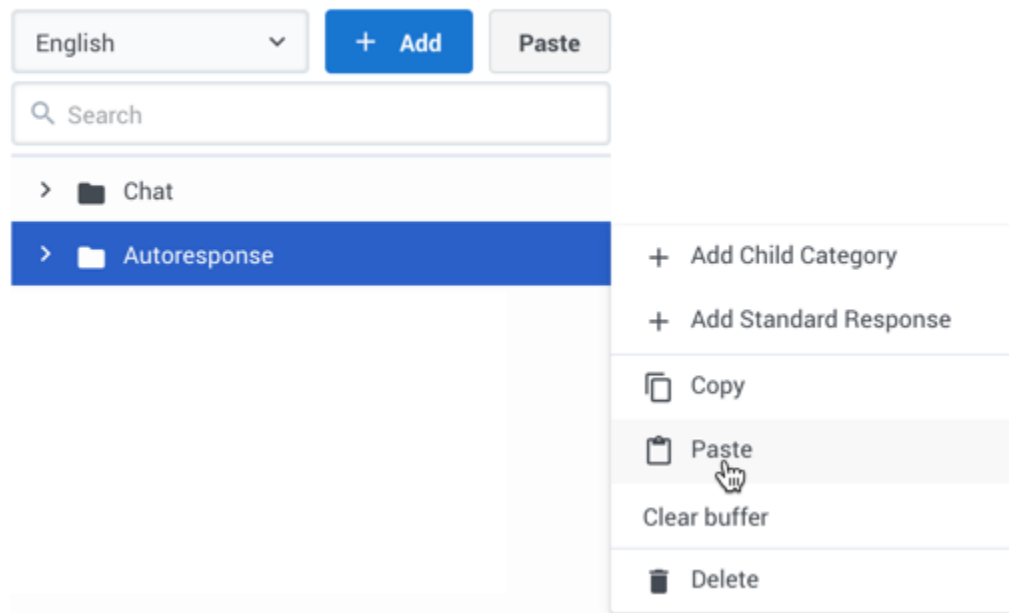 English + Add Paste
Search
Chat
Autoresponse
+ Add Child Category
+ Add Standard Response
Copy
Paste
Clear buffer
Delete